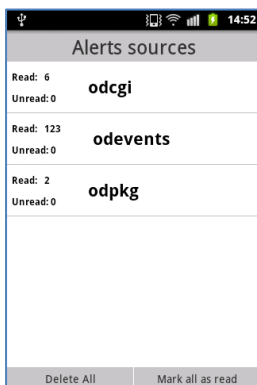 14:52
Alerts sources
Read: 6
Unread: 0
odcgi
Read: 123
Unread: 0
odevents
Read: 2
Unread: 0
odpkg
Delete All Mark all as read